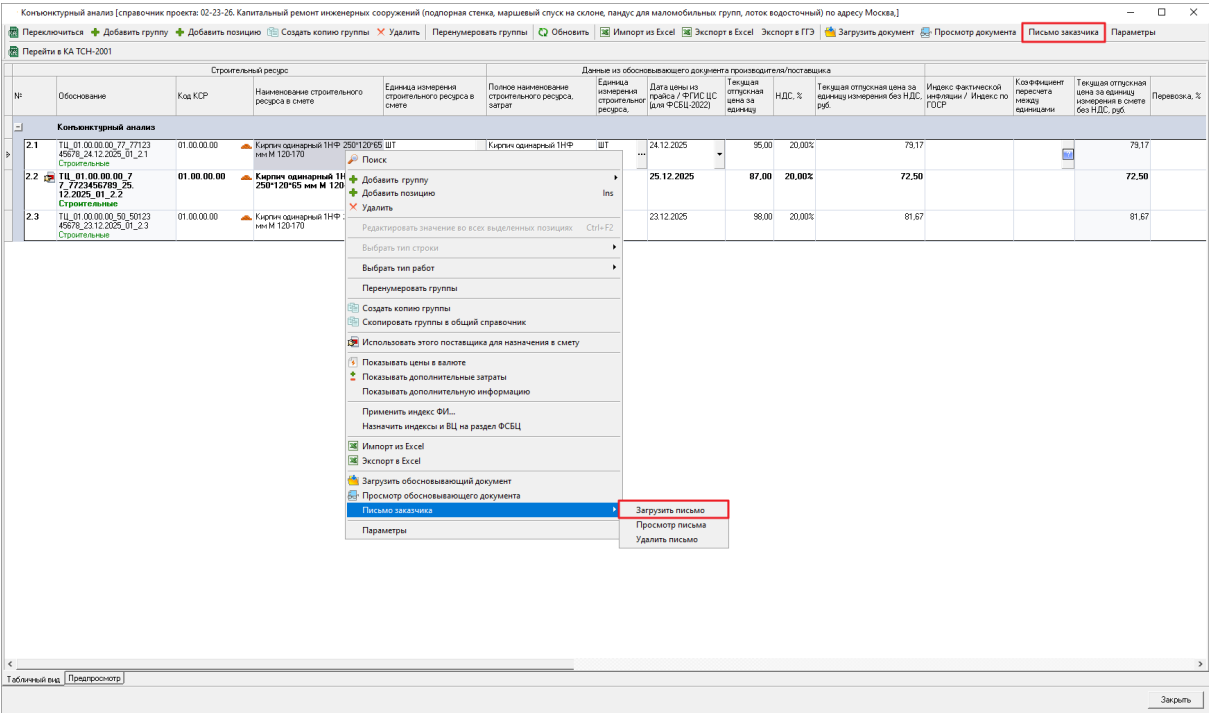 Конъюнктурный анализ [справочник проекта: 02-23-26. Капитальный ремонт инженерных сооружений (подпорная стенка, маршевый спуск на склоне, пандус для маломобильных групп, лоток водосточный) по адресу Москва,]
Переключиться Добавить группу Добавить позицию Создать копию группы Удалить Перенумеровать группы Обновить Импорт из Excel Экспорт в Excel Экспорт в ГГЭ Загрузить документ Просмотр документа Письмо заказчика Параметры
Перейти в КА ТСН-2001
Строительный ресурс
Данные из обосновывающего документа производителя/поставщика
№
Обоснование
Код КСР
Наименование строительного
ресурса в смете
Единица измерения
строительного ресурса в
смете
Полное наименование
строительного ресурса,
затрат
Единица
измерения
строительног
ресурса,
Дата цены из
прайса / ФГИС ЦС
(для ФСБЦ-2022)
Текущая
отпускная
цена за
единицу
НДС, %
Текущая отпускная цена за
единицу измерения без НДС,
руб.
Индекс фактической
инфляции / Индекс по
ГОСР
Коэффициент
пересчета
между
единицами
Текущая отпускная
цена за единицу
измерения в смете
без НДС, руб.
Перевозка, %
Конъюнктурный анализ
2.1
ТЦ_01.00.00.00_77_77123
45678_24.12.2025_01_2.1
Строительные
01.00.00.00
Кирпич одинарный 1НФ 250*120*65
мм М 120-170
ШТ
Кирпич одинарный 1НФ
ШТ
...
24.12.2025
95,00
20,00%
79,17
79,17
2.2
ТЦ_01.00.00.00_7
7_7723456789_25.
12.2025_01_2.2
Строительные
01.00.00.00
Кирпич одинарный 1Н
250*120*65 мм М 120
25.12.2025
87,00
20,00%
72,50
72,50
2.3
ТЦ_01.00.00.00_50_50123
45678_23.12.2025_01_2.3
Строительные
01.00.00.00
Кирпич одинарный 1НФ
мм М 120-170
23.12.2025
98,00
20,00%
81,67
81,67
Поиск
Добавить группу
Добавить позицию Ins
Удалить
Редактировать значение во всех выделенных позициях Ctrl+F2
Выбрать тип строки
Выбрать тип работ
Перенумеровать группы
Создать копию группы
Скопировать группы в общий справочник
Использовать этого поставщика для назначения в смету
Показывать цены в валюте
Показывать дополнительные затраты
Показывать дополнительную информацию
Применить индекс ФИ...
Назначить индексы и ВЦ на раздел ФСБЦ
Импорт из Excel
Экспорт в Excel
Загрузить обосновывающий документ
Просмотр обосновывающего документа
Письмо заказчика
Параметры
Загрузить письмо
Просмотр письма
Удалить письмо
Табличный вид Предпросмотр
Закрыть